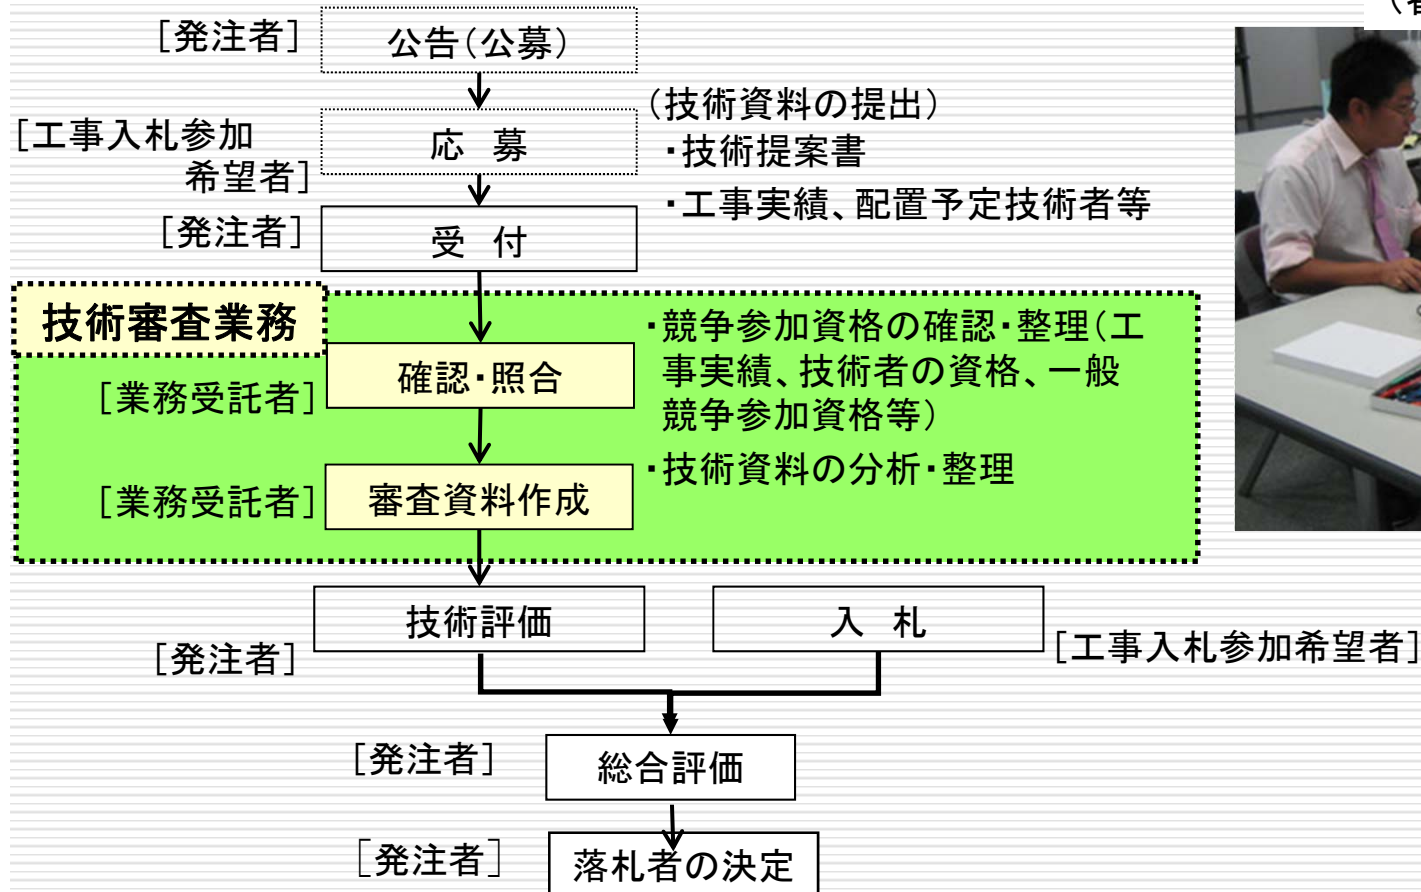 （
[発注者]
公告（公募）
（技術資料の提出）
[工事入札参加
希望者]
応　募
・技術提案書
・工事実績、配置予定技術者等
[発注者]
受　付
技術審査業務
・競争参加資格の確認・整理（工
事実績、技術者の資格、一般
競争参加資格等）
[業務受託者]
確認・照合
・技術資料の分析・整理
[業務受託者]
審査資料作成
技術評価
入　札
[発注者]
[工事入札参加希望者]
[発注者]
総合評価
[発注者]
落札者の決定